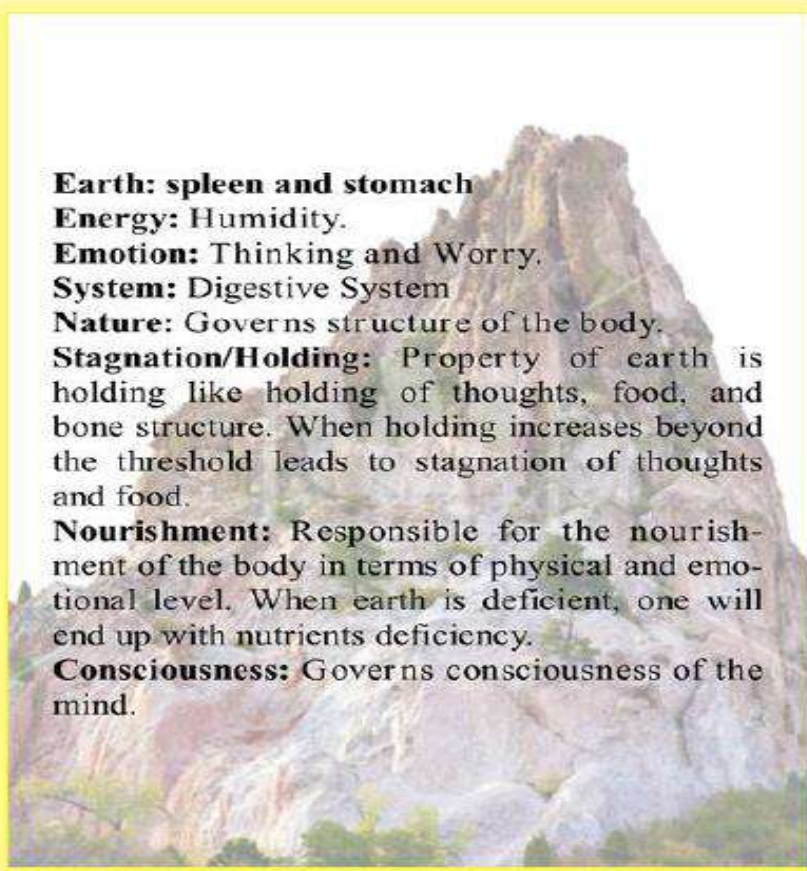 Earth: spleen and stomach
Energy: Humidity.
Emotion: Thinking and Worry.
System: Digestive System
Nature: Governs structure of the body.
Stagnation/Holding: Property of earth is
holding like holding of thoughts, food, and
bone structure. When holding increases beyond
the threshold leads to stagnation of thoughts
and food.
Nourishment: Responsible for the nourish-
ment of the body in terms of physical and emo-
tional level. When earth is deficient, one will
end up with nutrients deficiency.
Consciousness: Governs consciousness of the
mind.